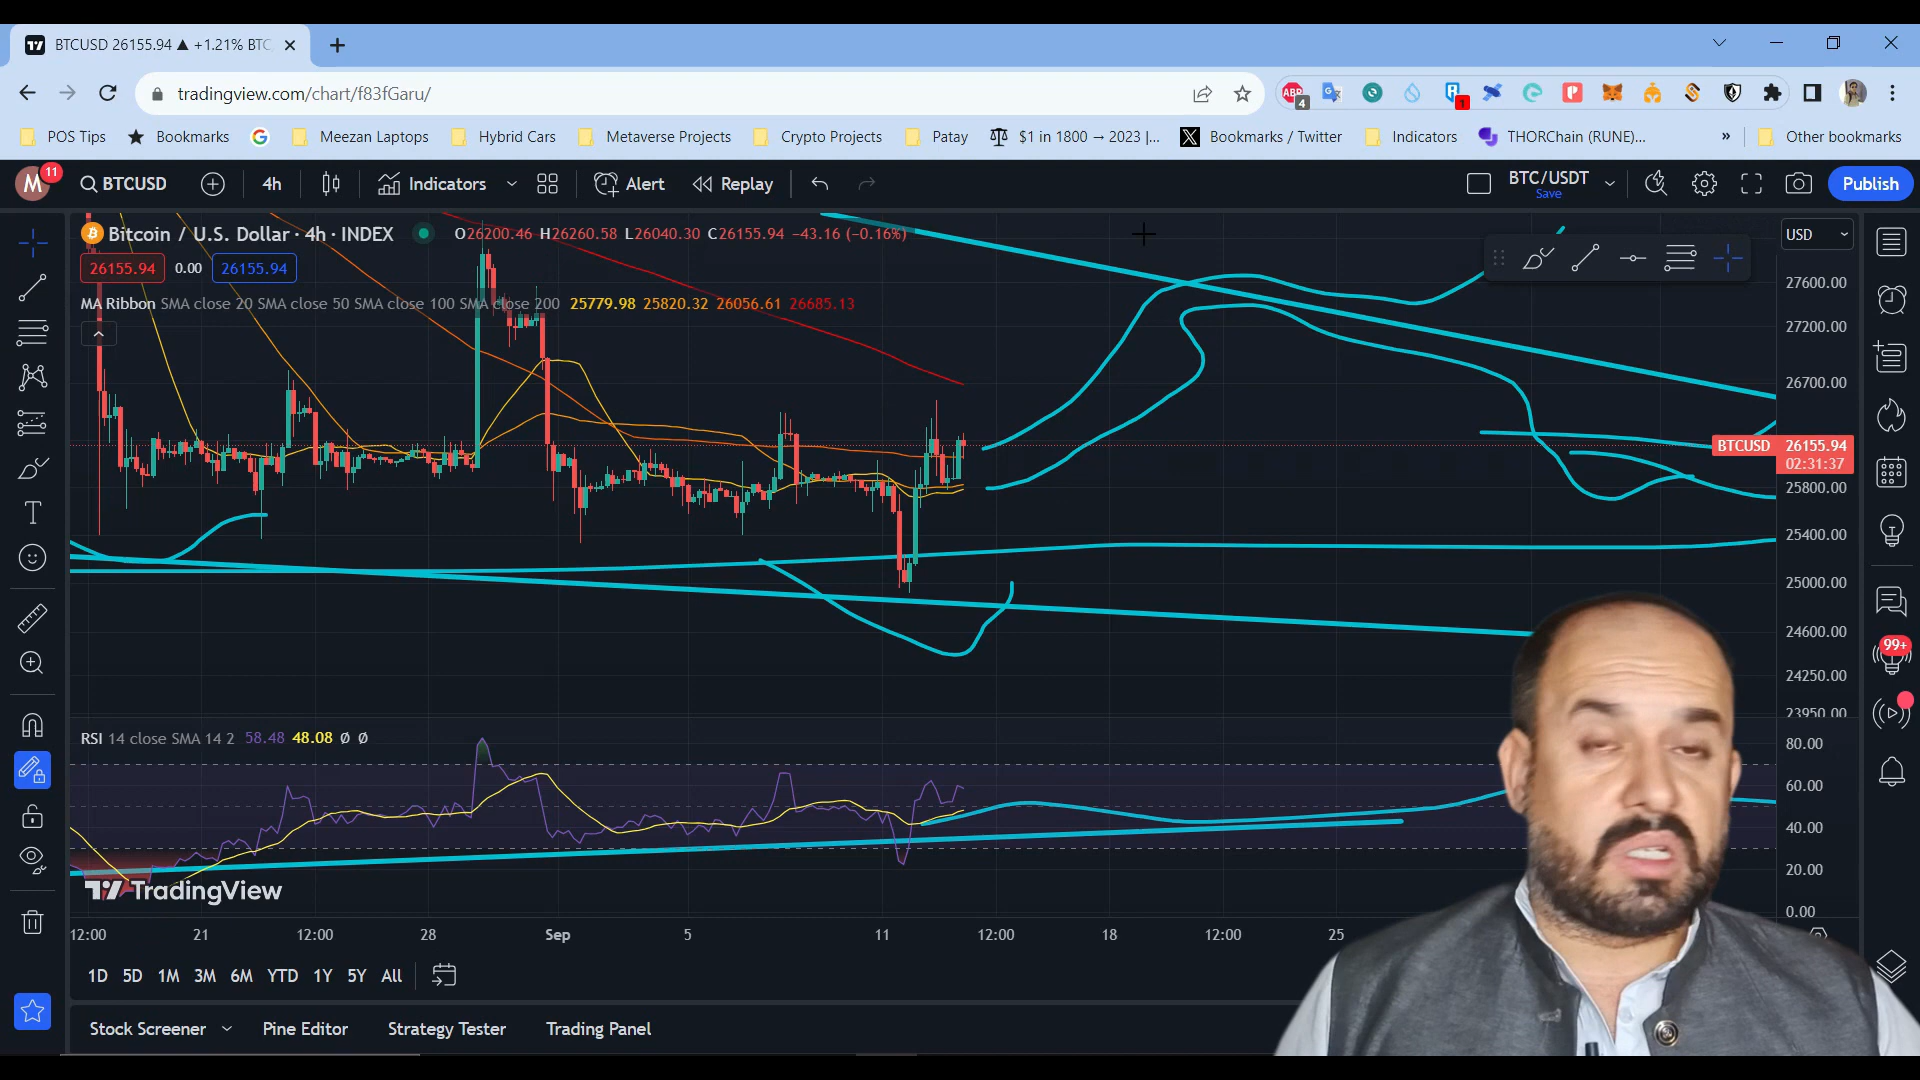 BTCUSD 26155.94 ▲ +1.21% BTC
tradingview.com/chart/f83fGaru/
ABP 4 1
POS Tips Bookmarks Meezan Laptops Hybrid Cars Metaverse Projects Crypto Projects Patay $1 in 1800 → 2023 |... Bookmarks / Twitter Indicators THORChain (RUNE)... » Other bookmarks
M 11 BTCUSD 4h Indicators Alert Replay BTC/USDT Save Publish
Bitcoin / U.S. Dollar · 4h · INDEX O26200.46 H26260.58 L26040.30 C26155.94 −43.16 (−0.16%) USD
26155.94 0.00 26155.94
MA Ribbon SMA close 20 SMA close 50 SMA close 100 SMA close 200 25779.98 25820.32 26056.61 26685.13
27600.00
27200.00
26700.00
BTCUSD 26155.94
02:31:37
25800.00
25400.00
25000.00
24600.00
99+
24250.00
23950.00
RSI 14 close SMA 14 2 58.48 48.08 Ø Ø
80.00
60.00
40.00
20.00
0.00
TradingView
12:00 21 12:00 28 Sep 5 11 12:00 18 12:00 25
1D 5D 1M 3M 6M YTD 1Y 5Y All
Stock Screener Pine Editor Strategy Tester Trading Panel